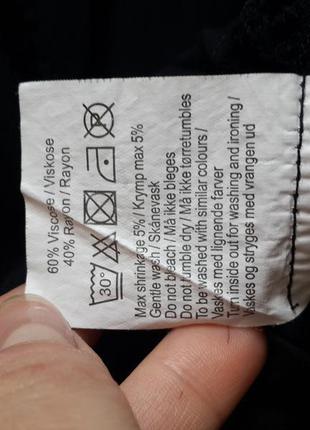 60% Viscose / Viskose
40% Rayon / Rayon
30°
Max shrinkage 5% / Krymp max 5%
Gentle wash / Skånevask
Do not bleach / Må ikke bleges
Do not tumble dry / Må ikke tørretumbles
To be washed with similar colours /
Vaskes med lignende farver
Turn inside out for washing and ironing /
Vaskes og stryges med vrangen ud